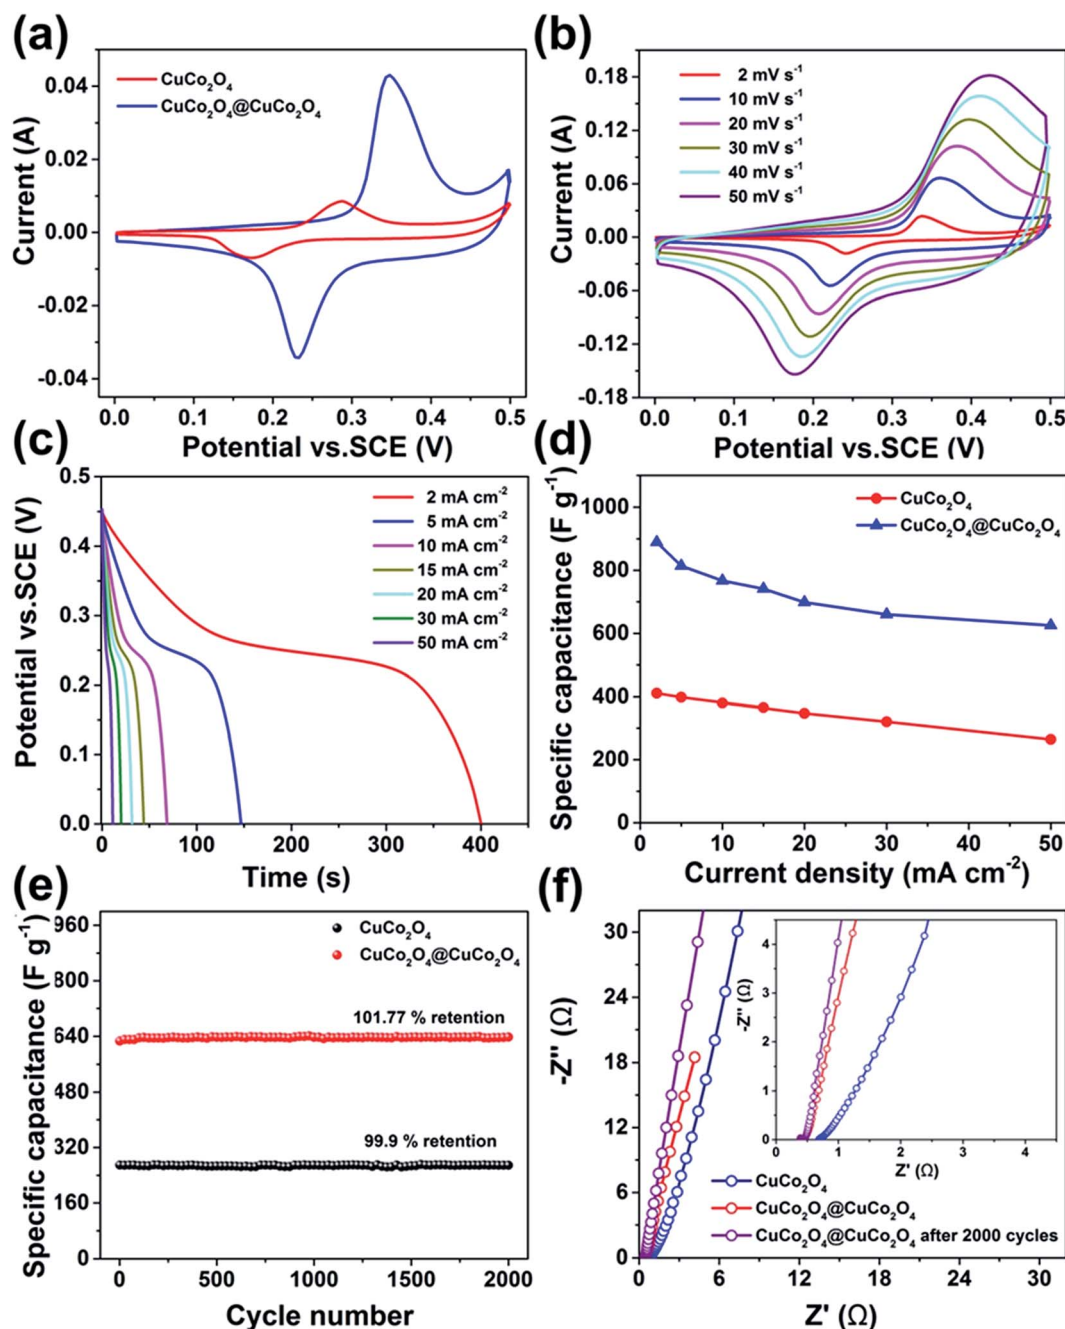 (a)
Current (A)
0.04
0.02
0.00
-0.02
-0.04
CuCo₂O₄
CuCo₂O₄@CuCo₂O₄
0.0 0.1 0.2 0.3 0.4 0.5
Potential vs.SCE (V)
(b)
Current (A)
0.18
0.12
0.06
0.00
-0.06
-0.12
-0.18
2 mV s⁻¹
10 mV s⁻¹
20 mV s⁻¹
30 mV s⁻¹
40 mV s⁻¹
50 mV s⁻¹
0.0 0.1 0.2 0.3 0.4 0.5
Potential vs.SCE (V)
(c)
Potential vs.SCE (V)
0.5
0.4
0.3
0.2
0.1
0.0
2 mA cm⁻²
5 mA cm⁻²
10 mA cm⁻²
15 mA cm⁻²
20 mA cm⁻²
30 mA cm⁻²
50 mA cm⁻²
0 100 200 300 400
Time (s)
(d)
Specific capacitance (F g⁻¹)
1000
800
600
400
200
0
CuCo₂O₄
CuCo₂O₄@CuCo₂O₄
0 10 20 30 40 50
Current density (mA cm⁻²)
(e)
Specific capacitance (F g⁻¹)
960
800
640
480
320
160
0
CuCo₂O₄
CuCo₂O₄@CuCo₂O₄
101.77 % retention
99.9 % retention
0 500 1000 1500 2000
Cycle number
(f)
-Z'' (Ω)
30
24
18
12
6
0
-Z'' (Ω)
4
3
2
1
0
0 1 2 3 4
Z' (Ω)
CuCo₂O₄
CuCo₂O₄@CuCo₂O₄
CuCo₂O₄@CuCo₂O₄ after 2000 cycles
0 6 12 18 24 30
Z' (Ω)